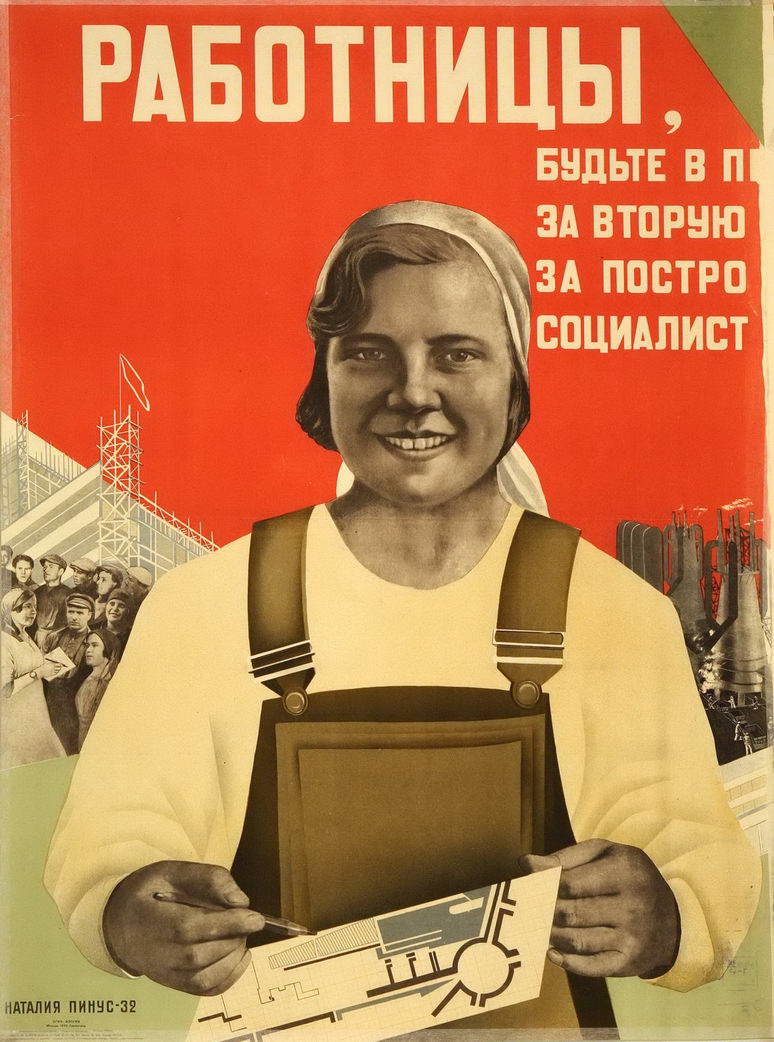 РАБОТНИЦЫ,
БУДЬТЕ В П
ЗА ВТОРУЮ
ЗА ПОСТРО
СОЦИАЛИСТ
НАТАЛИЯ ПИНУС-32